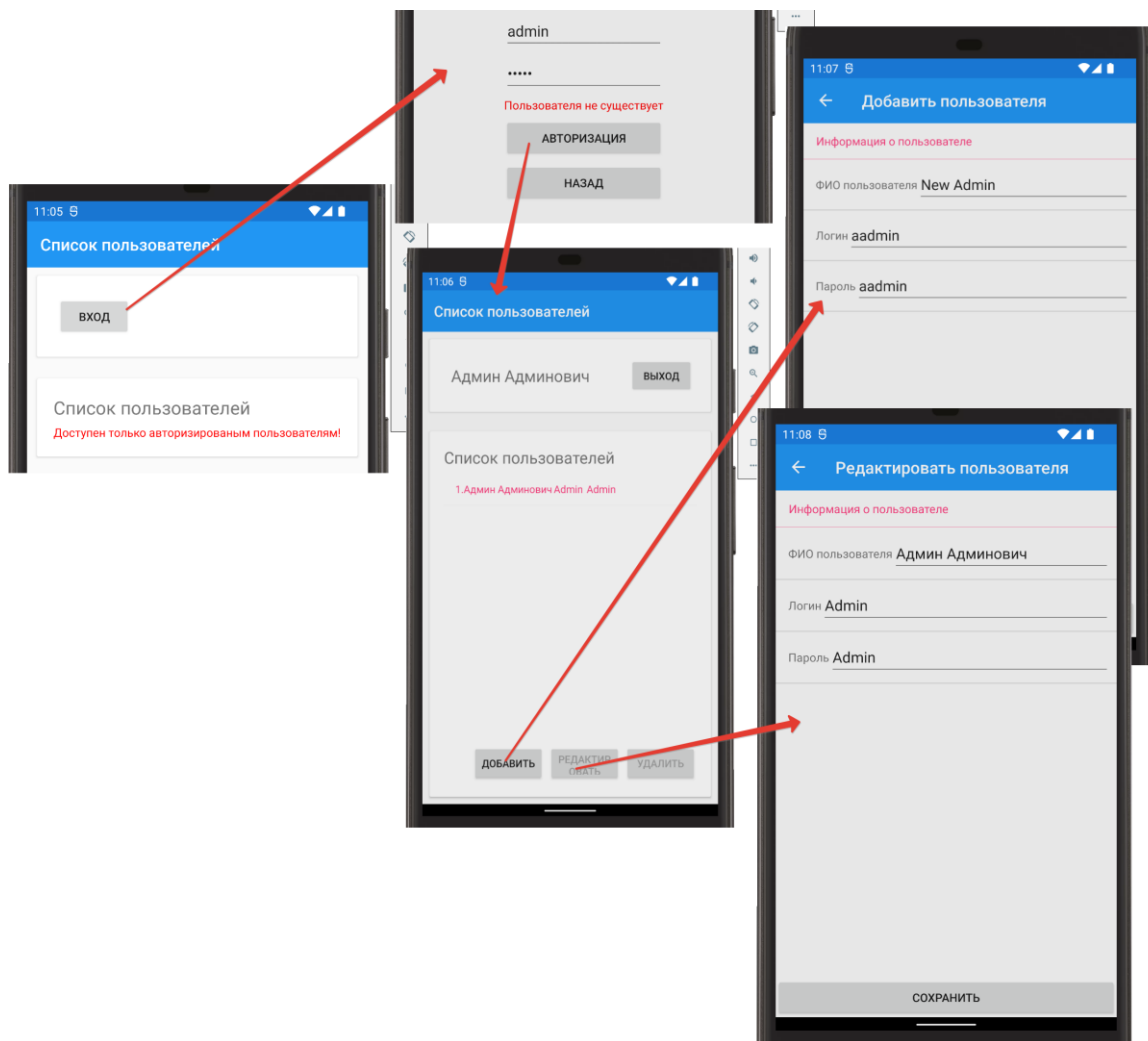 11:05
Список пользователей
ВХОД
Список пользователей
Доступен только авторизированым пользователям!
admin
•••••
Пользователя не существует
АВТОРИЗАЦИЯ
НАЗАД
11:06
Список пользователей
Админ Админович
ВЫХОД
Список пользователей
1.Админ Админович Admin Admin
ДОБАВИТЬ
РЕДАКТИР
ОВАТЬ
УДАЛИТЬ
11:07
Добавить пользователя
Информация о пользователе
ФИО пользователя New Admin
Логин aadmin
Пароль aadmin
11:08
Редактировать пользователя
Информация о пользователе
ФИО пользователя Админ Админович
Логин Admin
Пароль Admin
СОХРАНИТЬ